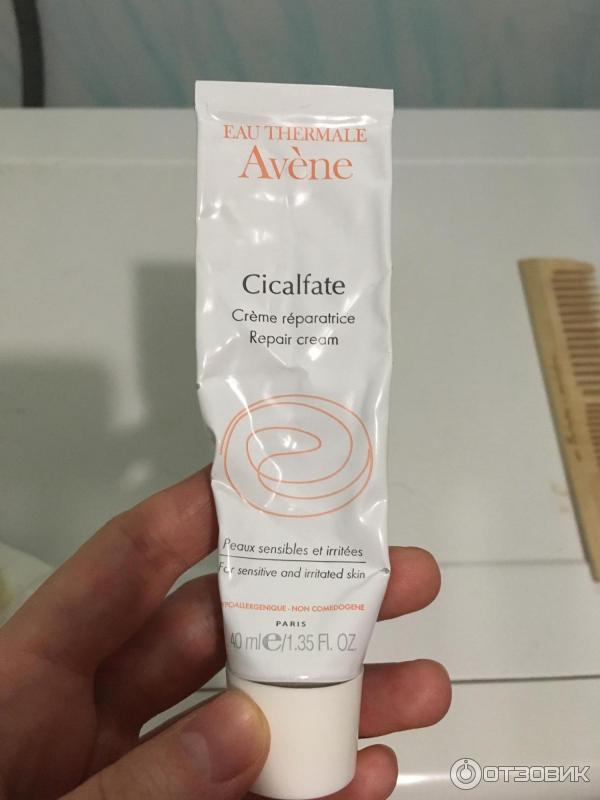 EAU THERMALE
Avène
Cicalfate
Crème réparatrice
Repair cream
Peaux sensibles et irritées
For sensitive and irritated skin
HYPOALLERGENIQUE - NON COMEDOGENE
PARIS
40 ml e/1.35 FL. OZ.
ОТЗОВИК